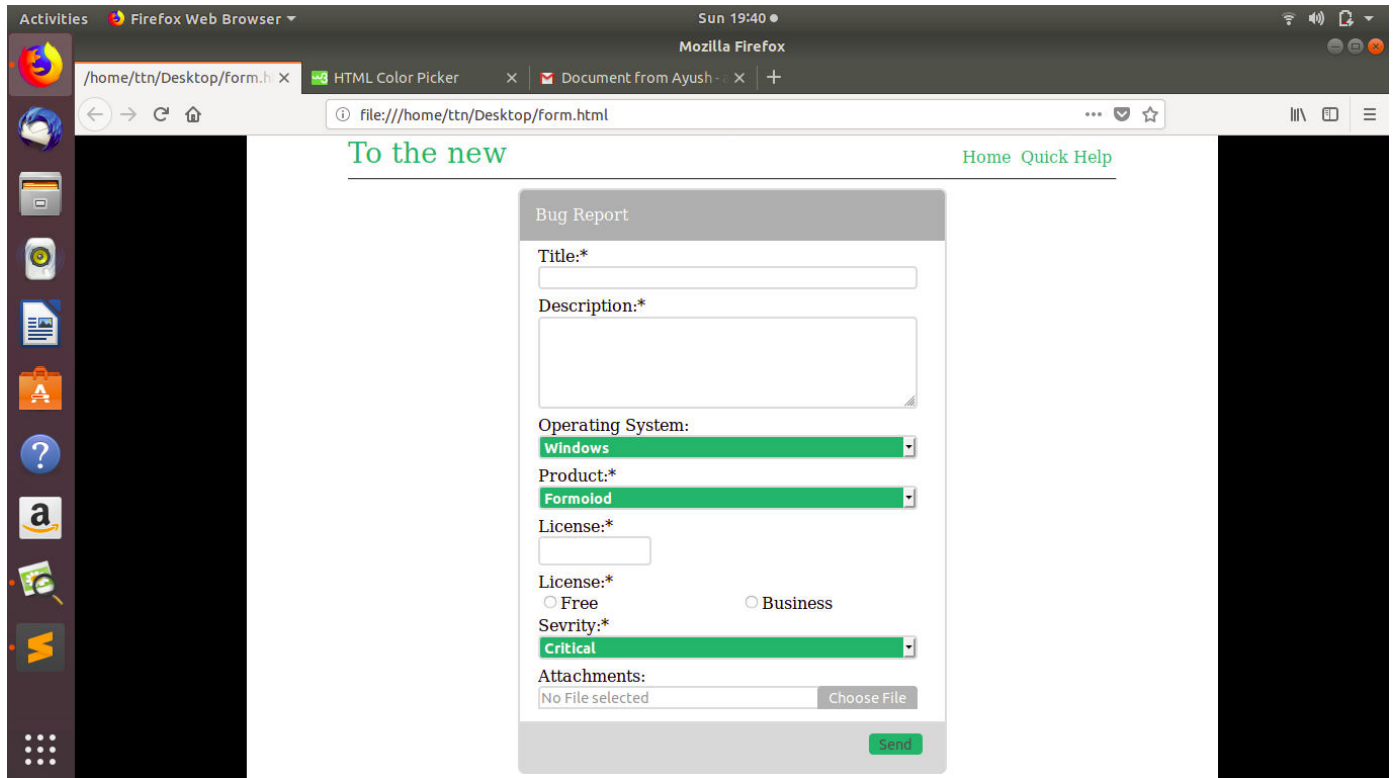 Activities Firefox Web Browser Sun 19:40
Mozilla Firefox
/home/ttn/Desktop/form.h HTML Color Picker Document from Ayush -
file:///home/ttn/Desktop/form.html
To the new Home Quick Help
Bug Report
Title:*
Description:*
Operating System:
Windows
Product:*
Formoiod
License:*
License:*
Free Business
Sevrity:*
Critical
Attachments:
No File selected Choose File
Send